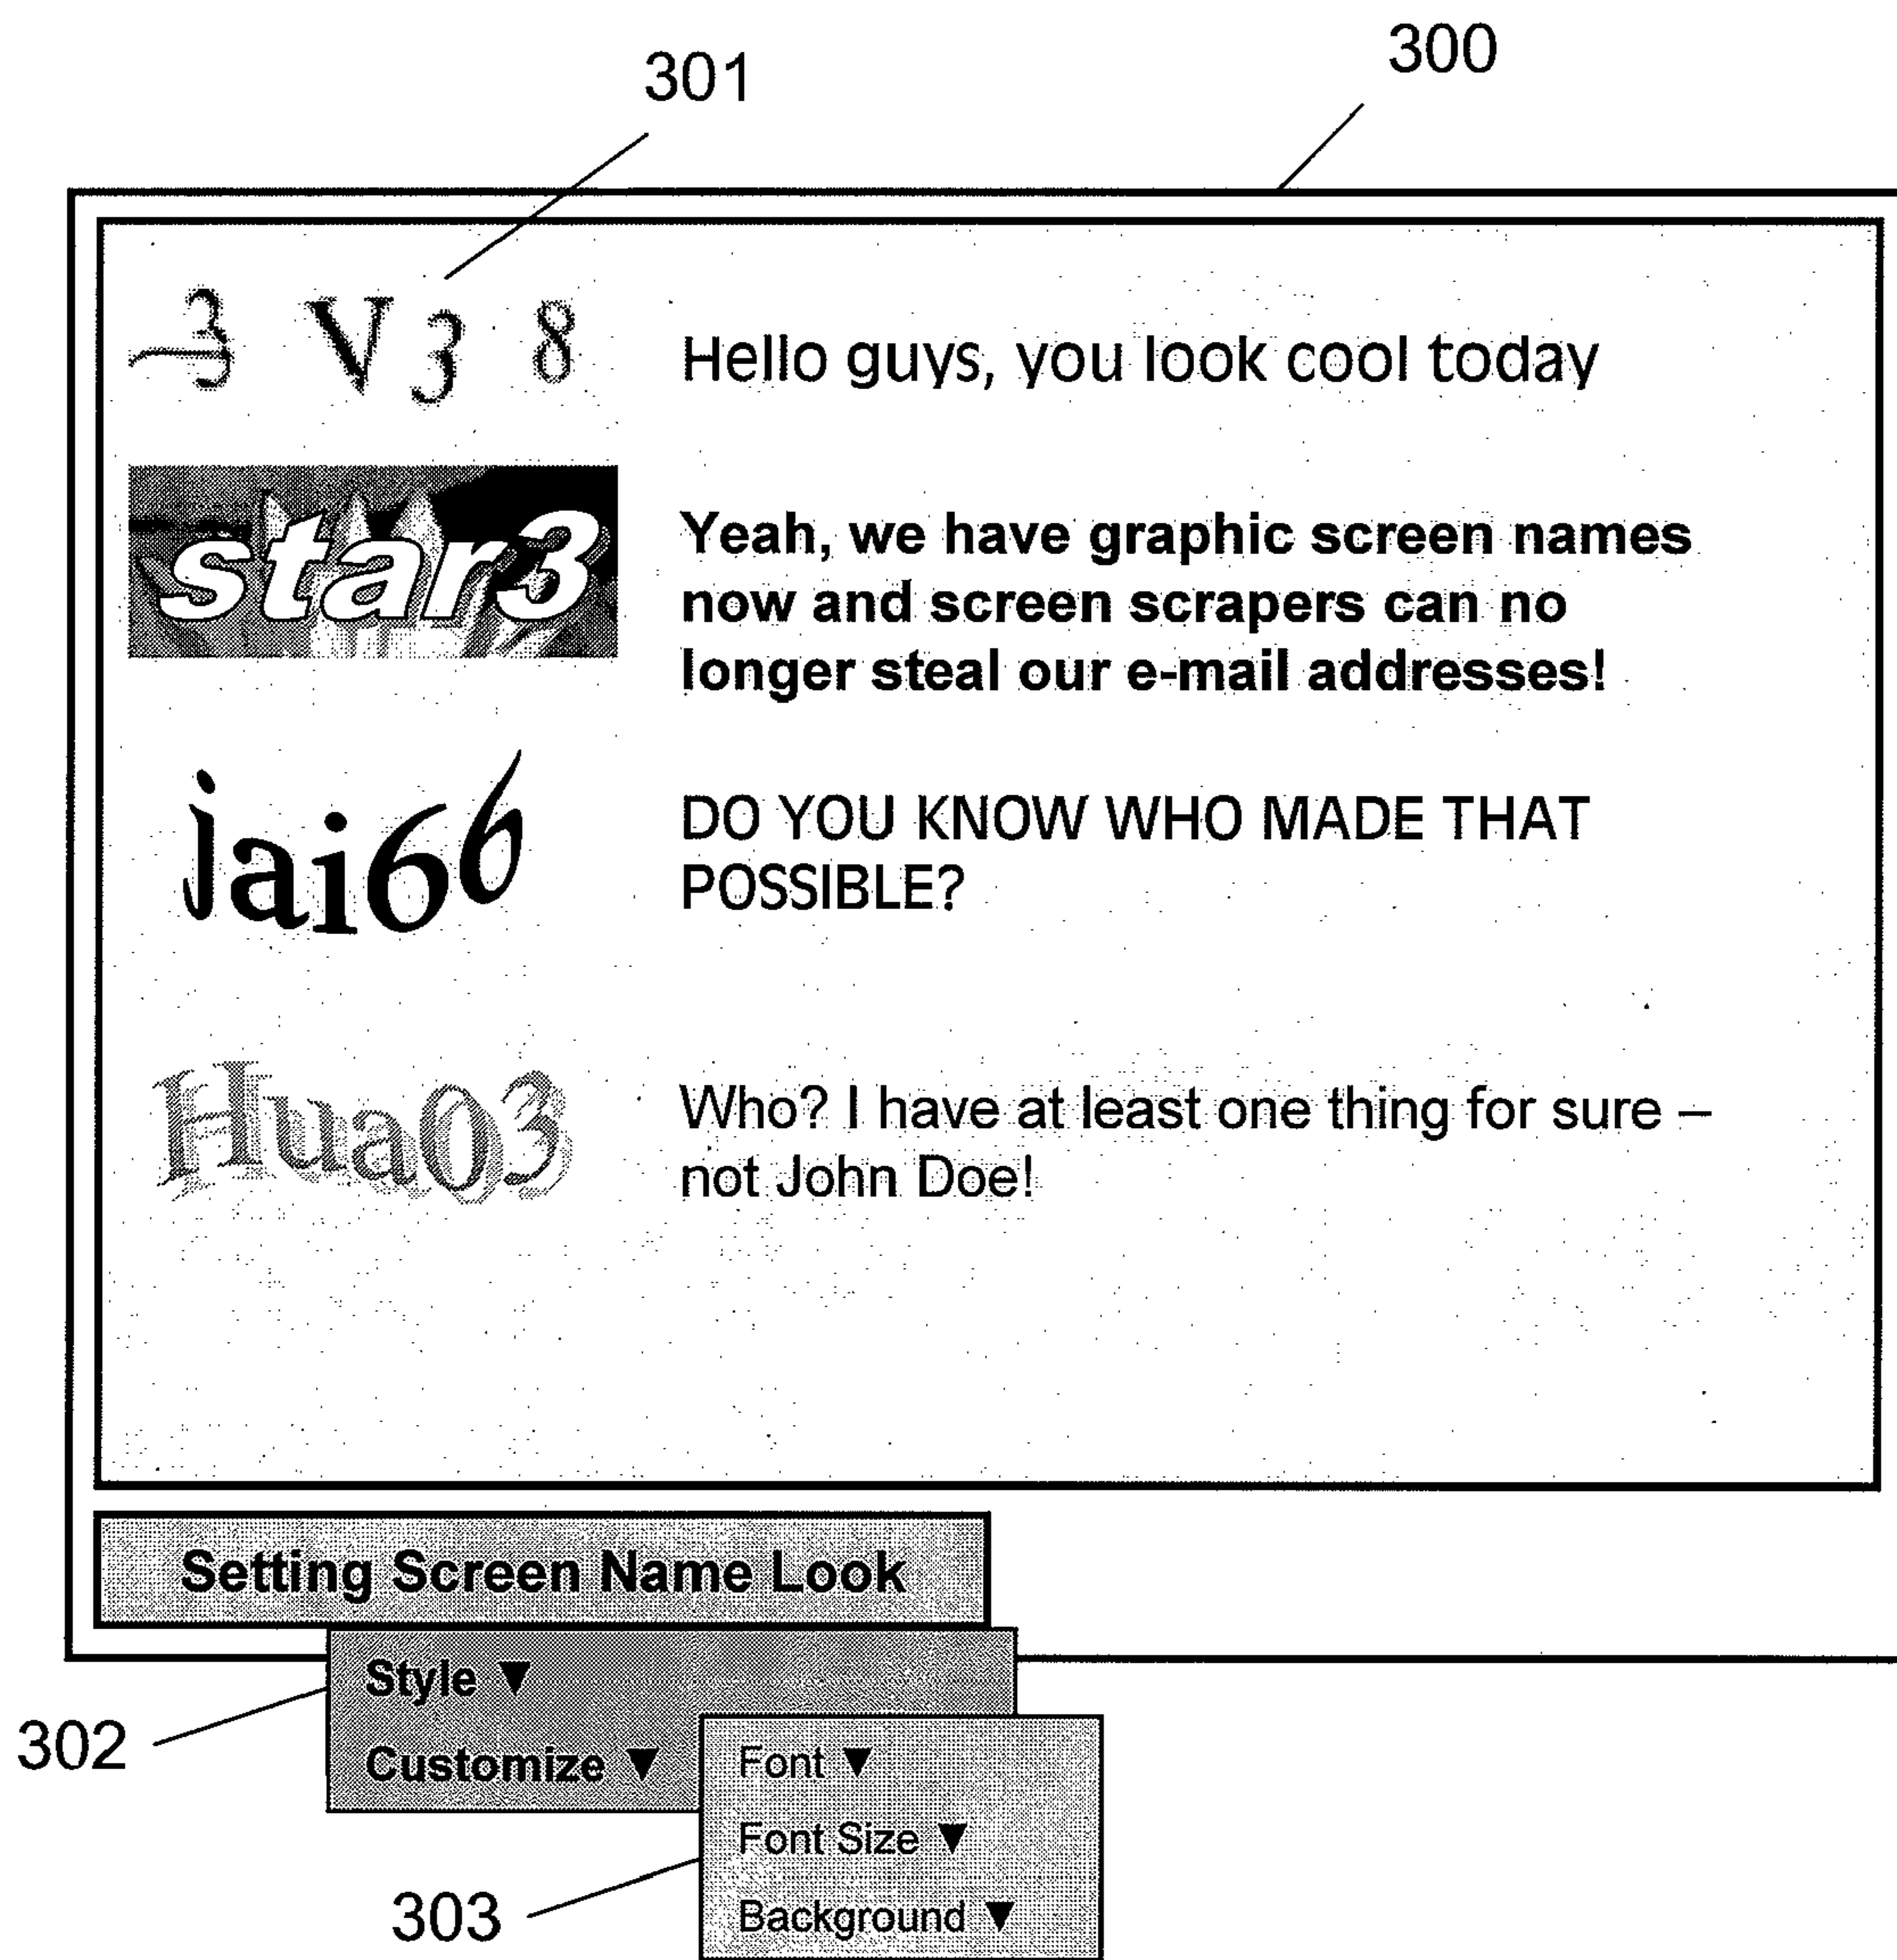 300
301
3 V 3 8
Hello guys, you look cool today
star3
Yeah, we have graphic screen names
now and screen scrapers can no
longer steal our e-mail addresses!
jai66
DO YOU KNOW WHO MADE THAT
POSSIBLE?
Hua03
Who? I have at least one thing for sure –
not John Doe!
Setting Screen Name Look
302
Style ▼
Customize ▼
303
Font ▼
Font Size ▼
Background ▼